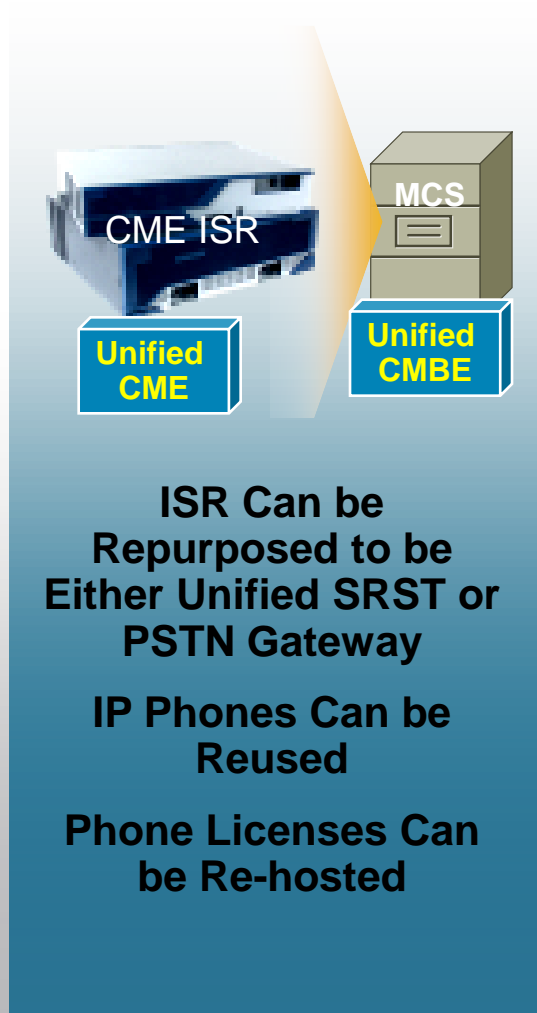 CME ISR
MCS
Unified
CME
Unified
CMBE
ISR Can be
Repurposed to be
Either Unified SRST or
PSTN Gateway
IP Phones Can be
Reused
Phone Licenses Can
be Re-hosted